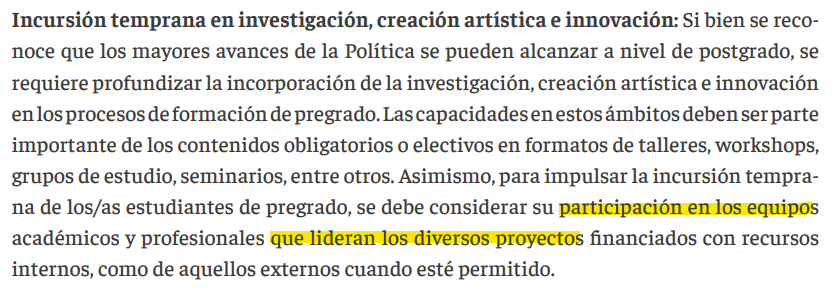 Incursión temprana en investigación, creación artística e innovación: Si bien se reco-
noce que los mayores avances de la Política se pueden alcanzar a nivel de postgrado, se
requiere profundizar la incorporación de la investigación, creación artística e innovación
en los procesos de formación de pregrado. Las capacidades en estos ámbitos deben ser parte
importante de los contenidos obligatorios o electivos en formatos de talleres, workshops,
grupos de estudio, seminarios, entre otros. Asimismo, para impulsar la incursión tempra-
na de los/as estudiantes de pregrado, se debe considerar su participación en los equipos
académicos y profesionales que lideran los diversos proyectos financiados con recursos
internos, como de aquellos externos cuando esté permitido.